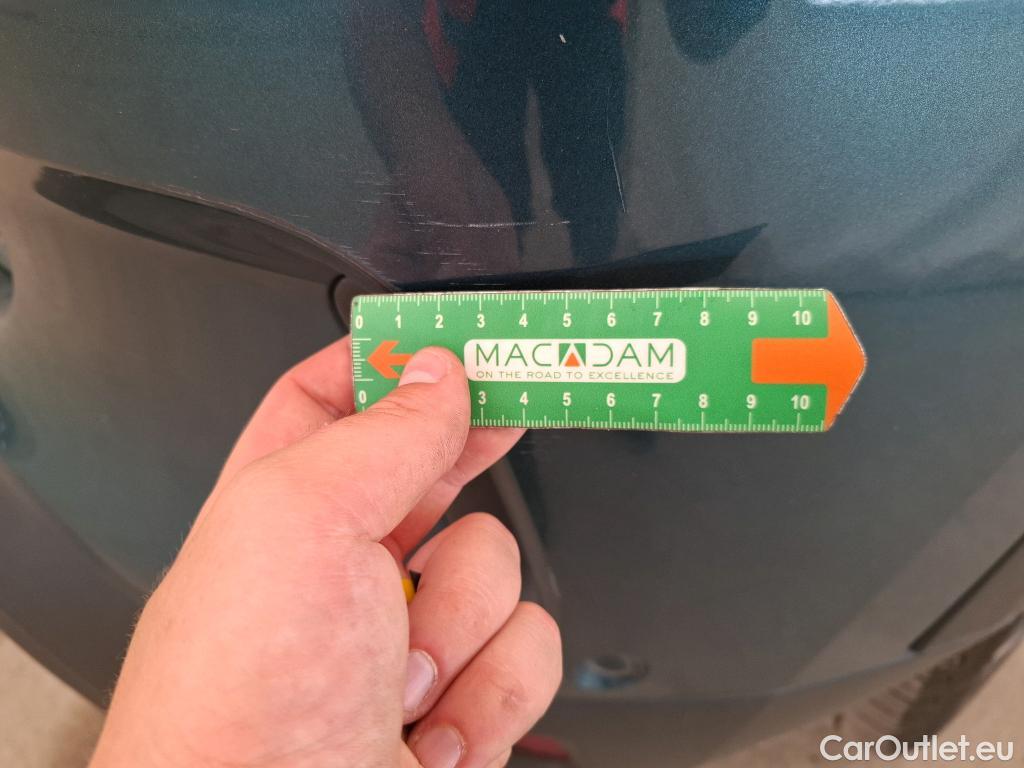 0 1 2 3 4 5 6 7 8 9 10
MACADAM
ON THE ROAD TO EXCELLENCE
0 3 4 5 6 7 8 9 10
CarOutlet.eu